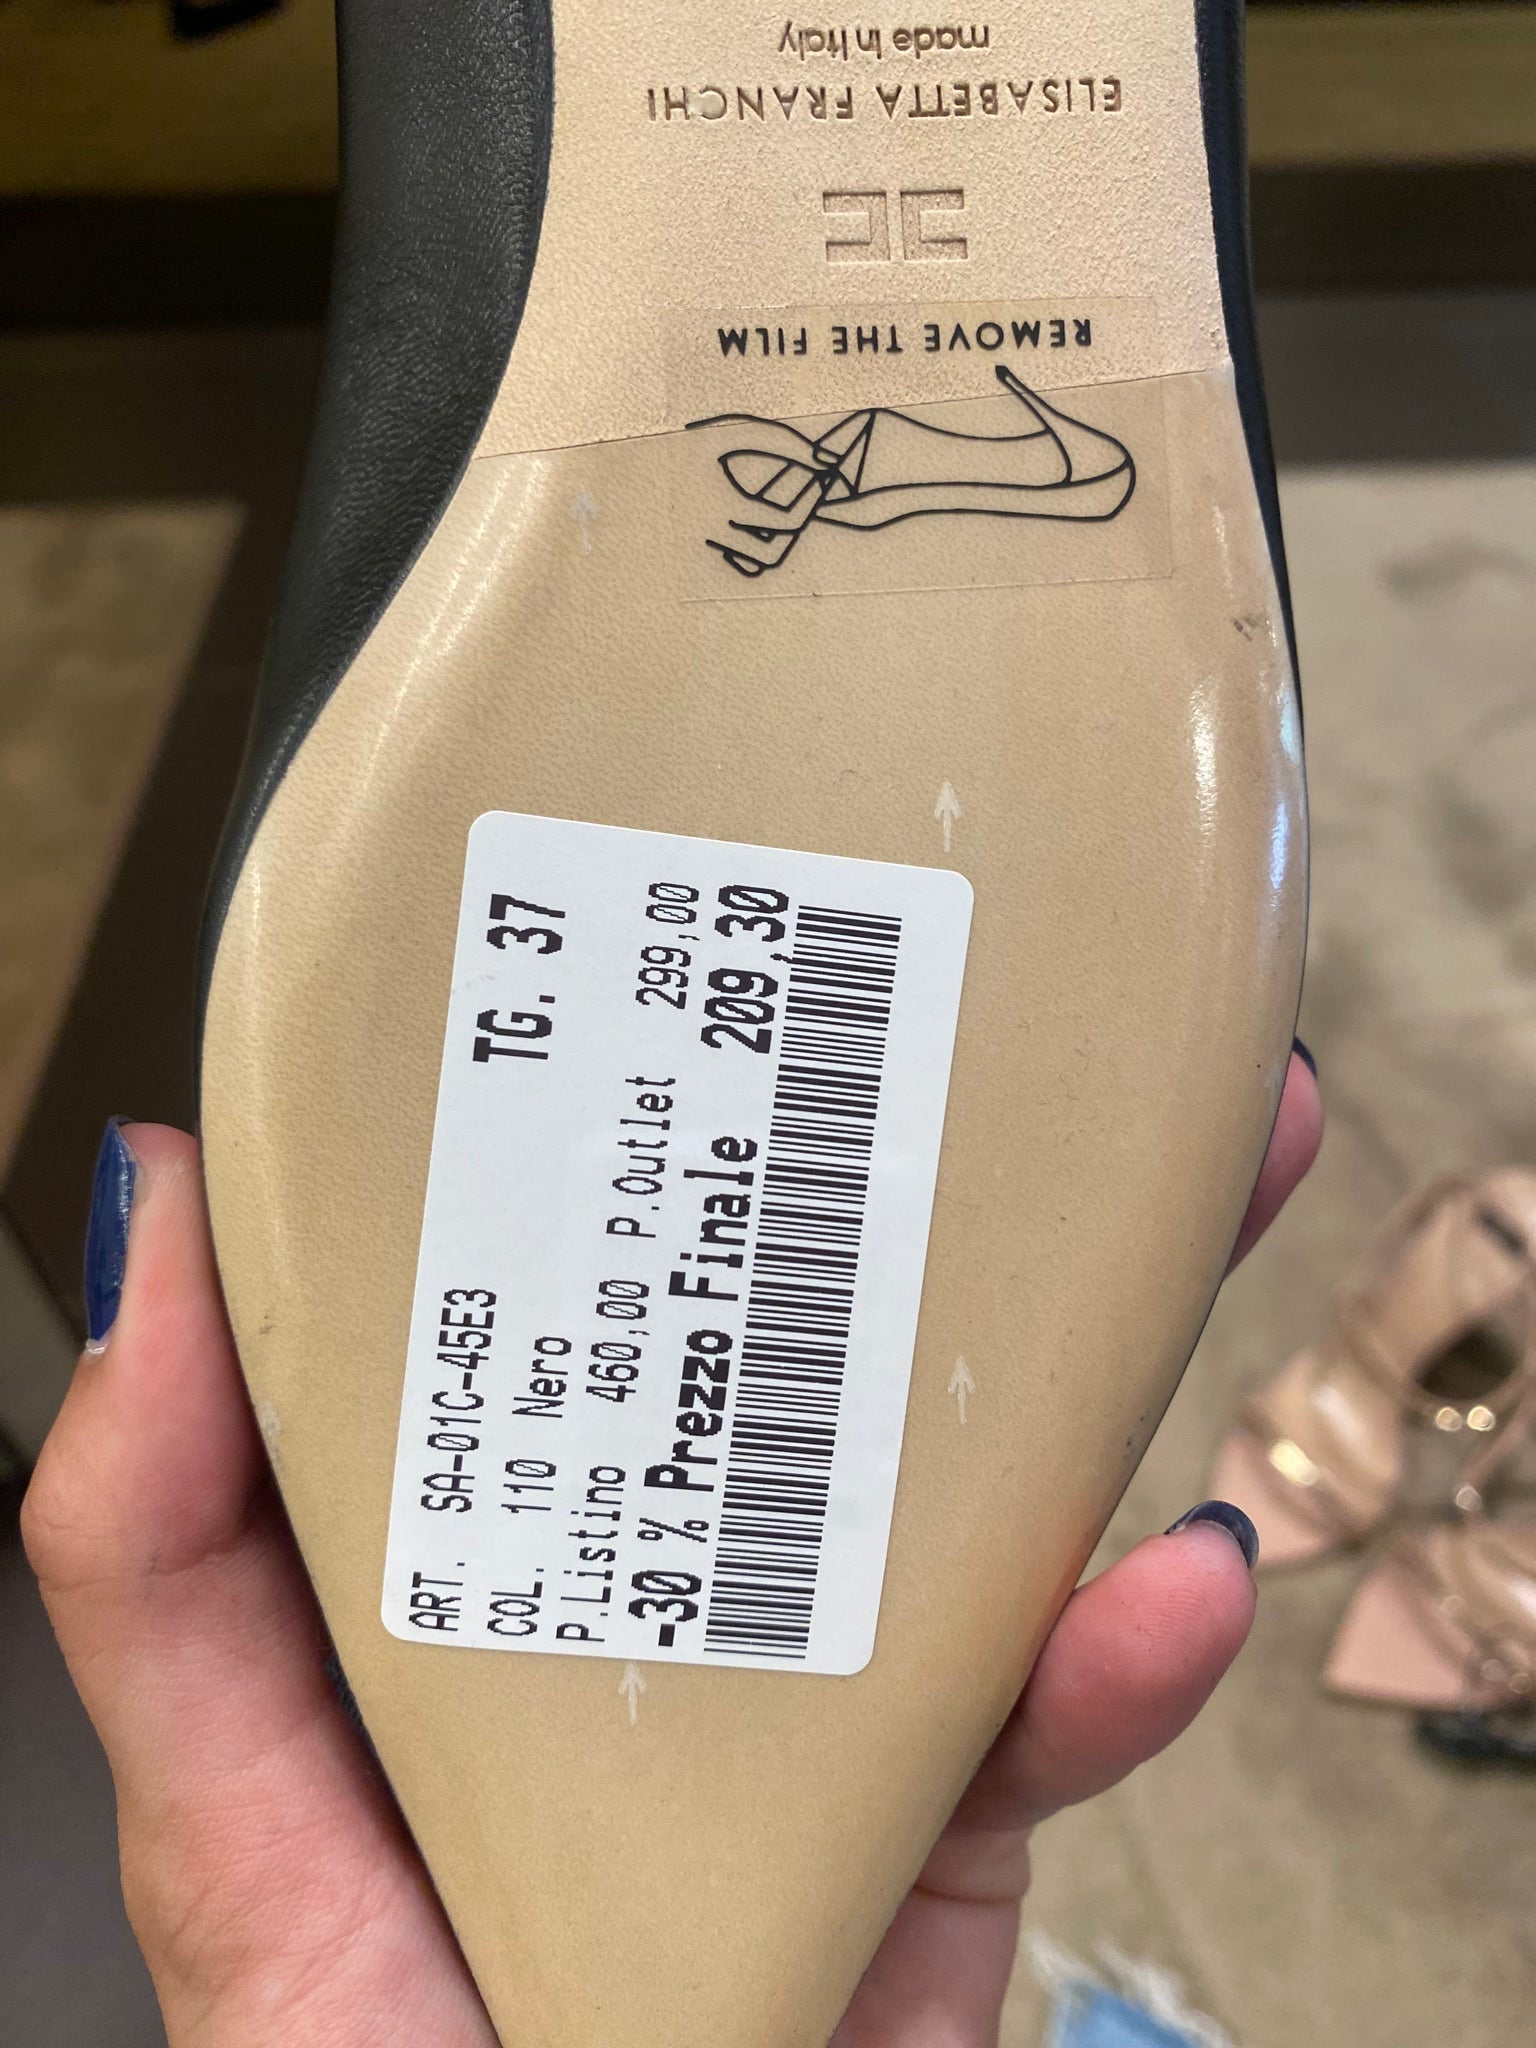 made in Italy
ELISABETTA FRANCHI
REMOVE THE FILM
ART. SA-01C-45E3 TG. 37
COL. 110 Nero
P.Listino 460,00 P.Outlet 299,00
-30 % Prezzo Finale 209,30